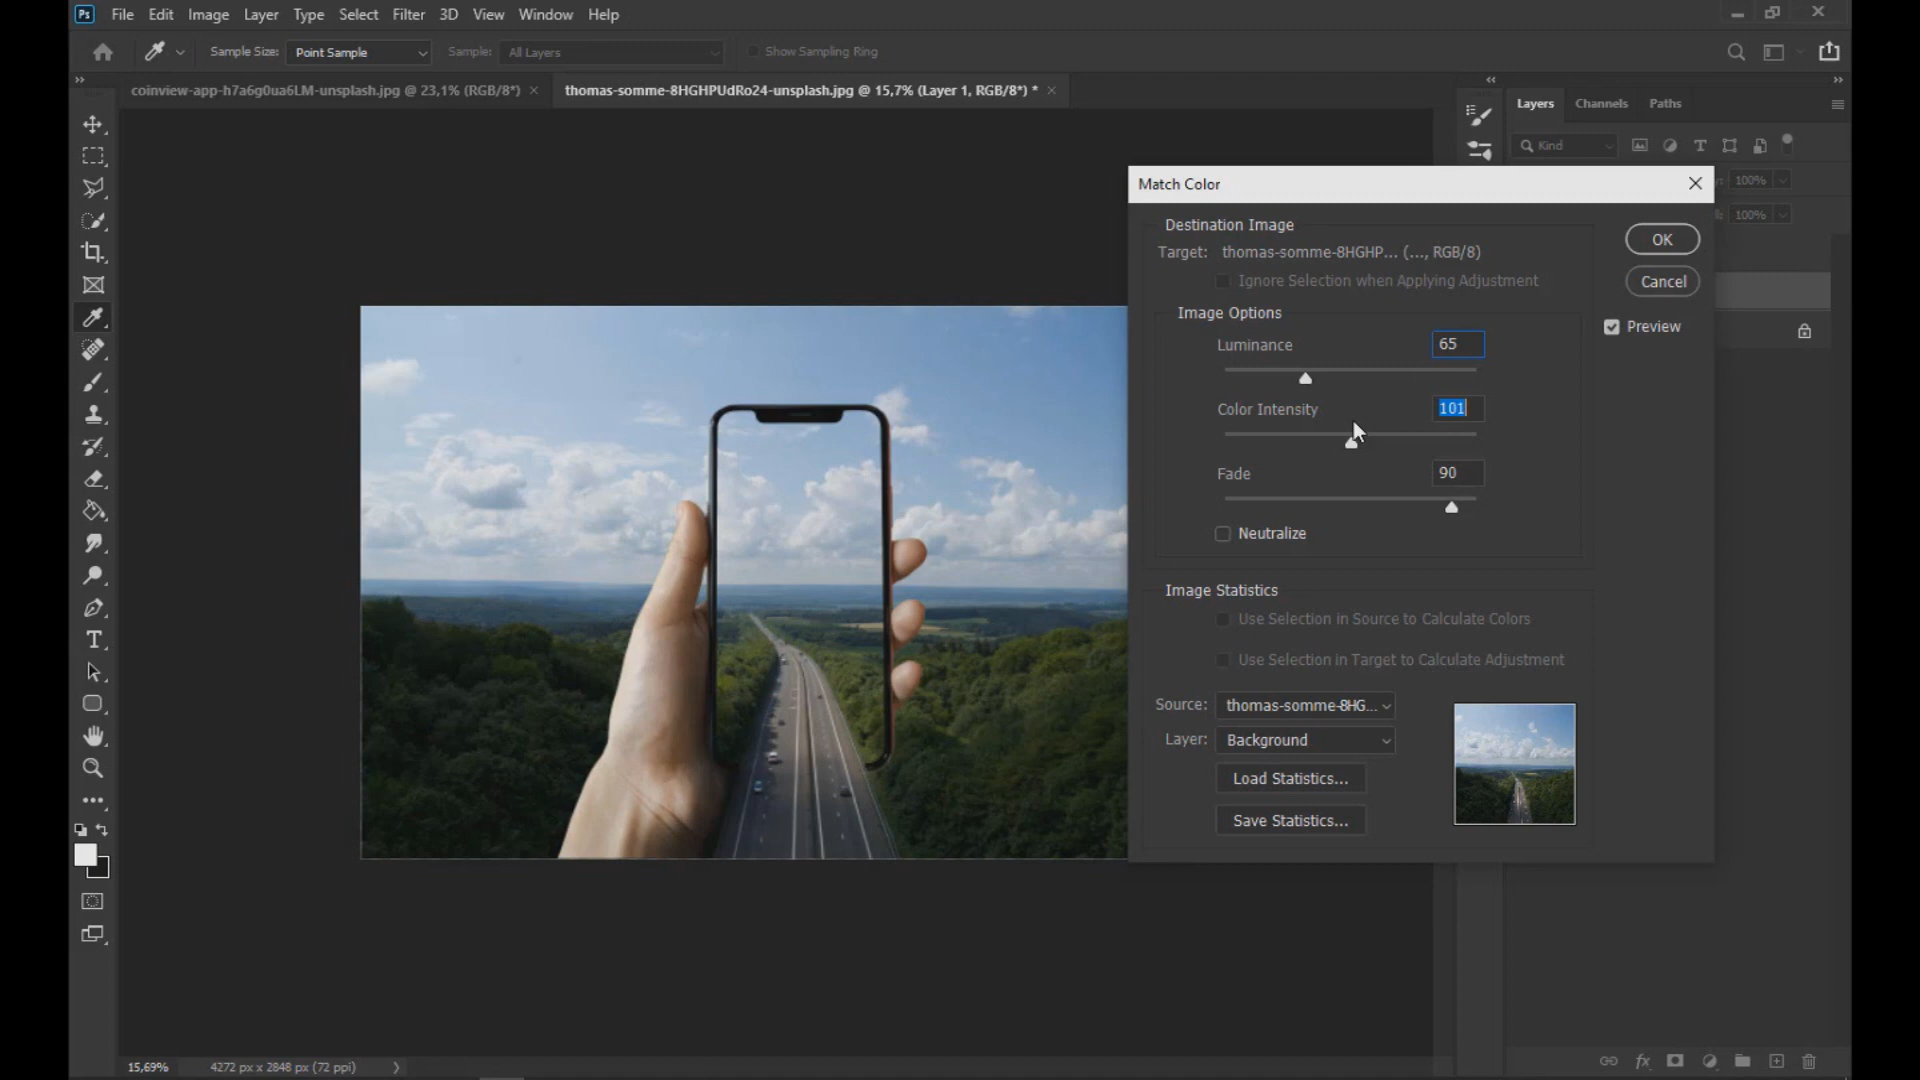 Ps File Edit Image Layer Type Select Filter 3D View Window Help
Sample Size: Point Sample Sample: All Layers Show Sampling Ring
coinview-app-h7a6g0ua6LM-unsplash.jpg @ 23,1% (RGB/8*) ×
thomas-somme-8HGHPUdRo24-unsplash.jpg @ 15,7% (Layer 1, RGB/8*) * ×
Layers Channels Paths
Kind
100%
100%
Match Color
Destination Image
Target: thomas-somme-8HGHP... (..., RGB/8)
Ignore Selection when Applying Adjustment
OK
Cancel
Preview
Image Options
Luminance 65
Color Intensity 101
Fade 90
Neutralize
Image Statistics
Use Selection in Source to Calculate Colors
Use Selection in Target to Calculate Adjustment
Source: thomas-somme-8HG...
Layer: Background
Load Statistics...
Save Statistics...
15,69% 4272 px x 2848 px (72 ppi)
fx